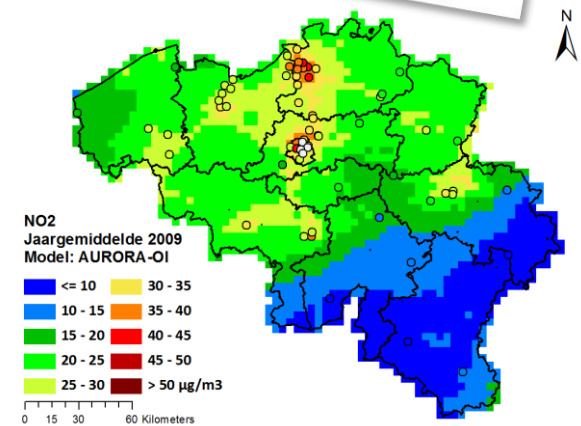 N
NO2
Jaargemiddelde 2009
Model: AURORA-OI
<= 10 30 - 35
10 - 15 35 - 40
15 - 20 40 - 45
20 - 25 45 - 50
25 - 30 > 50 µg/m3
0 15 30 60 Kilometers